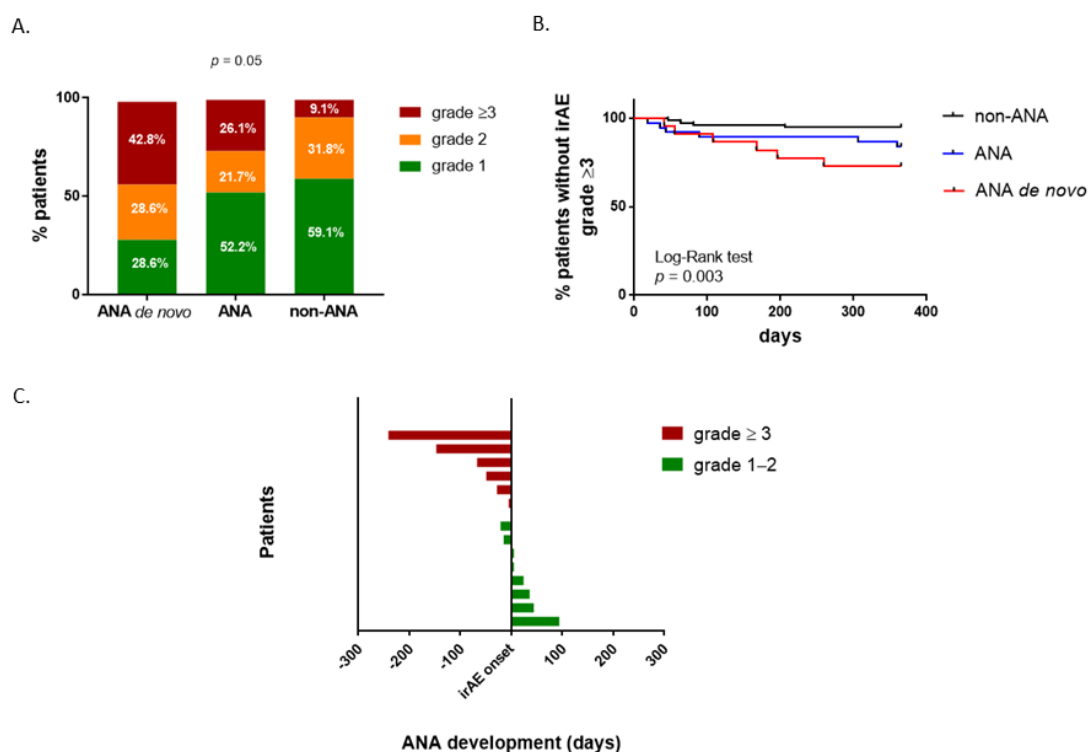 A.
p = 0.05
% patients
100
50
0
42.8%
28.6%
28.6%
26.1%
21.7%
52.2%
9.1%
31.8%
59.1%
ANA de novo
ANA
non-ANA
grade ≥3
grade 2
grade 1
B.
% patients without irAE
grade ≥3
100
50
0
Log-Rank test
p = 0.003
0
100
200
300
400
days
non-ANA
ANA
ANA de novo
C.
Patients
-300
-200
-100
irAE onset
100
200
300
ANA development (days)
grade ≥ 3
grade 1–2